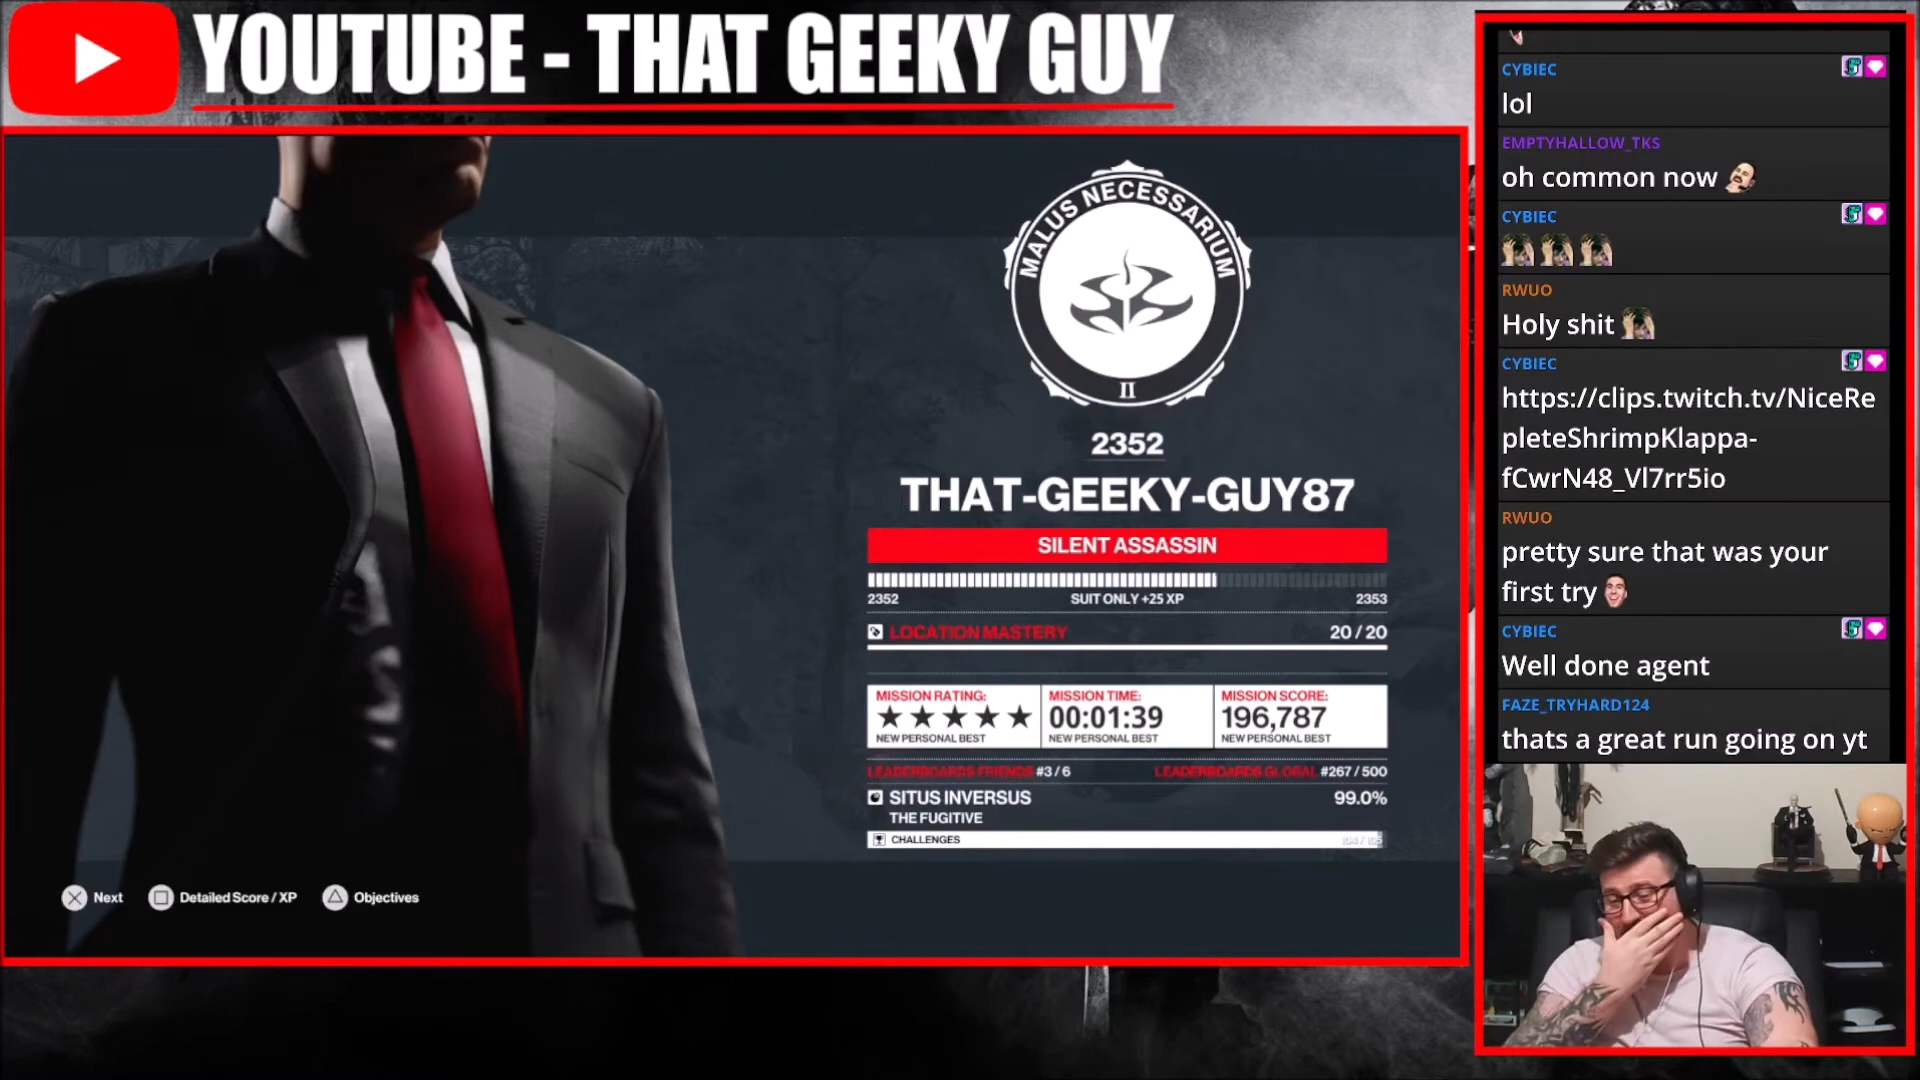 YOUTUBE - THAT GEEKY GUY
MALUS NECESSARIUM
II
2352
THAT-GEEKY-GUY87
SILENT ASSASSIN
2352 SUIT ONLY +25 XP 2353
LOCATION MASTERY 20 / 20
MISSION RATING: MISSION TIME: MISSION SCORE:
00:01:39 196,787
NEW PERSONAL BEST NEW PERSONAL BEST NEW PERSONAL BEST
LEADERBOARDS FRIENDS #3 / 6 LEADERBOARDS GLOBAL #267 / 500
SITUS INVERSUS 99.0%
THE FUGITIVE
CHALLENGES
Next Detailed Score / XP Objectives
CYBIEC
lol
EMPTYHALLOW_TKS
oh common now
CYBIEC
RWUO
Holy shit
CYBIEC
https://clips.twitch.tv/NiceRe
pleteShrimpKlappa-
fCwrN48_Vl7rr5io
RWUO
pretty sure that was your
first try
CYBIEC
Well done agent
FAZE_TRYHARD124
thats a great run going on yt